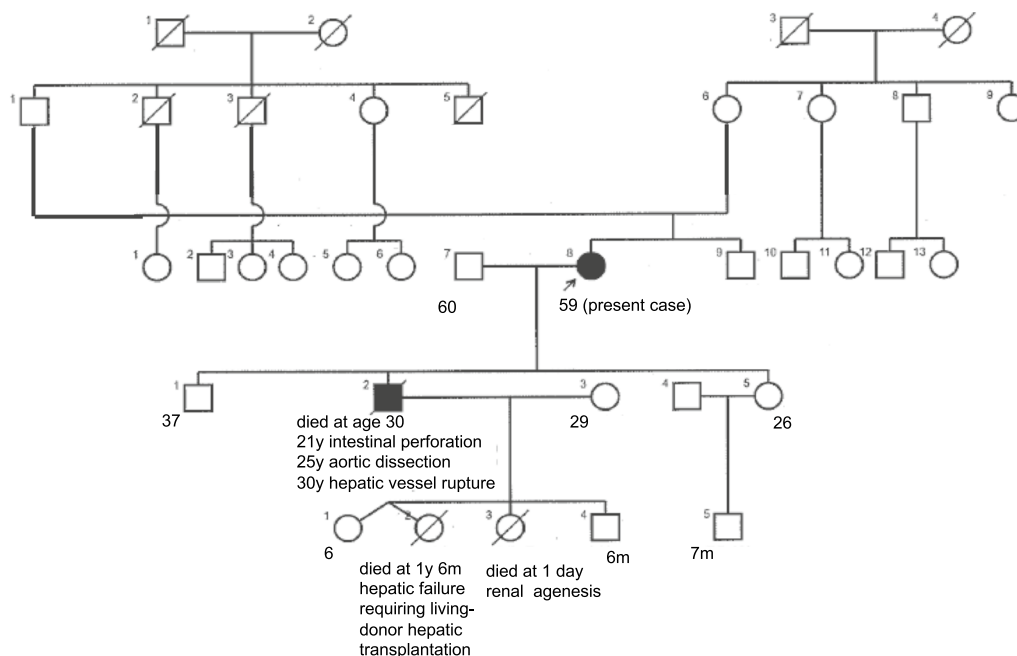 1 2 3 4
1 2 3 4 5 6 7 8 9
1 2 3 4 5 6 7 8 9 10 11 12 13
60 59 (present case)
1 2 3 4 5
37 29 26
died at age 30
21y intestinal perforation
25y aortic dissection
30y hepatic vessel rupture
1 2 3 4 5
6 6m 7m
died at 1y 6m
hepatic failure
requiring living-
donor hepatic
transplantation
died at 1 day
renal agenesis